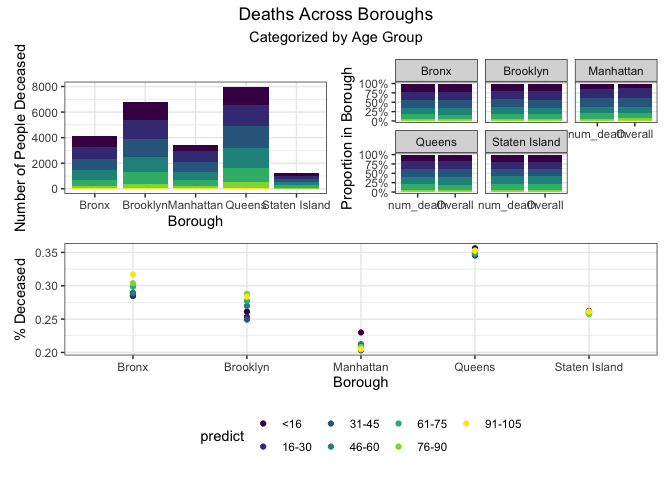 Deaths Across Boroughs
Categorized by Age Group
Number of People Deceased
8000
6000
4000
2000
0
Bronx Brooklyn Manhattan Queens Staten Island
Borough
Proportion in Borough
Bronx Brooklyn Manhattan
100%
75%
50%
25%
0%
num_death Overall
Queens Staten Island
100%
75%
50%
25%
0%
num_death Overall num_death Overall
% Deceased
0.35
0.30
0.25
0.20
Bronx Brooklyn Manhattan Queens Staten Island
Borough
predict
<16 31-45 61-75 91-105
16-30 46-60 76-90